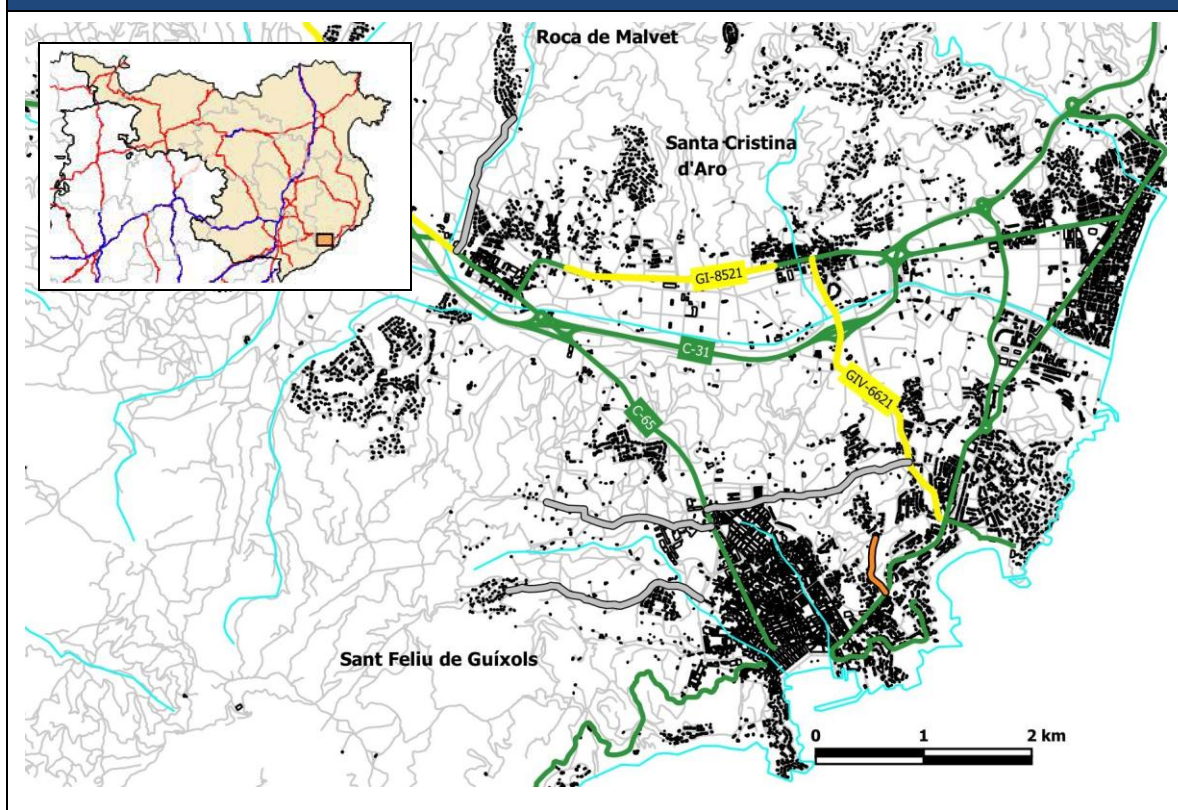 Roca de Malvet
Santa Cristina
d'Aro
GI-8521
C-31
GIV-6621
C-65
Sant Feliu de Guíxols
0 1 2 km